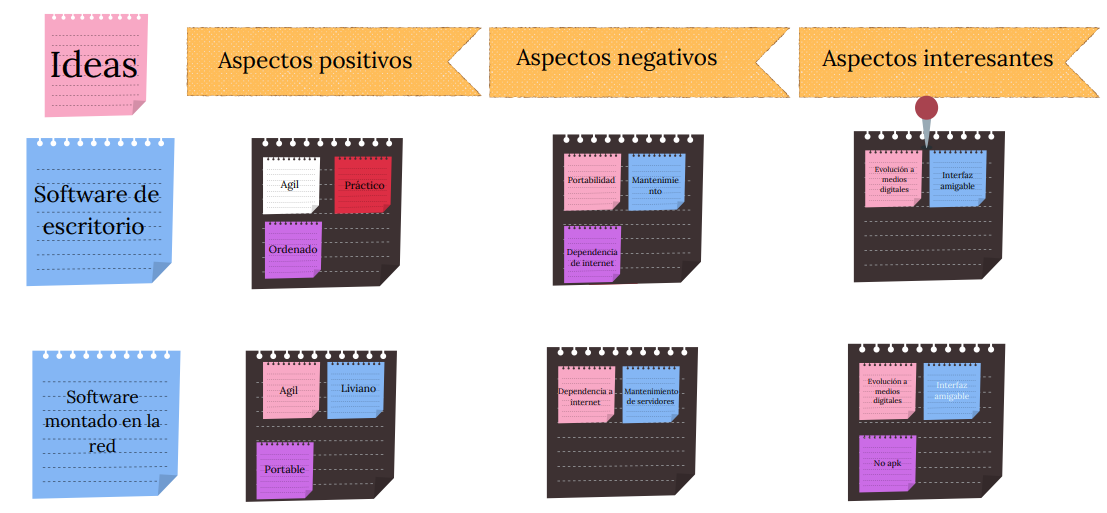 Ideas
Aspectos positivos
Aspectos negativos
Aspectos interesantes
Software de
escritorio
Agil
Práctico
Ordenado
Portabilidad
Mantenimie
nto
Dependencia
de internet
Evolución a
medios
digitales
Interfaz
amigable
Software
montado en la
red
Agil
Liviano
Portable
Dependencia a
internet
Mantenimiento
de servidores
Evolución a
medios
digitales
Interfaz
amigable
No apk